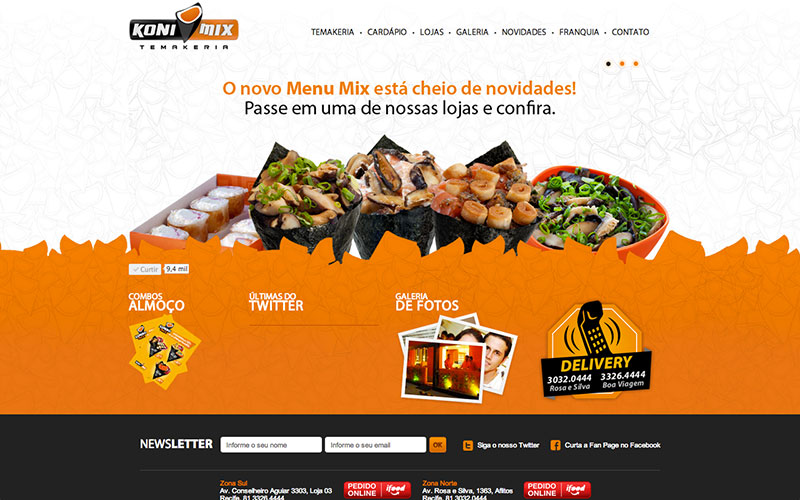 KONI MIX
TEMAKERIA
TEMAKERIA • CARDÁPIO • LOJAS • GALERIA • NOVIDADES • FRANQUIA • CONTATO
O novo Menu Mix está cheio de novidades!
Passe em uma de nossas lojas e confira.
Curtir 9,4 mil
COMBOS
ALMOÇO
ÚLTIMAS DO
TWITTER
GALERIA
DE FOTOS
DELIVERY
3032.0444 3326.4444
Rosa e Silva Boa Viagem
NEWSLETTER Informe o seu nome Informe o seu email OK Siga o nosso Twitter Curta a Fan Page no Facebook
Zona Sul
Av. Conselheiro Aguiar 3103, Loja 03
Recife, 81 3326.4444
PEDIDO
ONLINE
ifood
Zona Norte
Av. Rosa e Silva, 1363, Aflitos
Recife, 81 3032.0444
PEDIDO
ONLINE
ifood